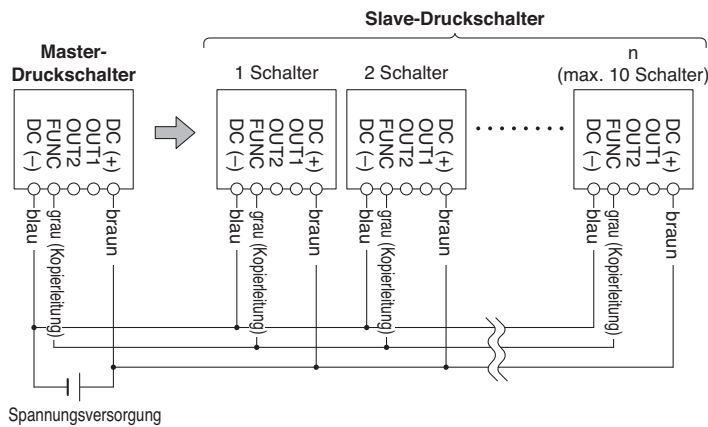 Slave-Druckschalter
Master-
Druckschalter
1 Schalter
2 Schalter
n
(max. 10 Schalter)
DC (–)
FUNC
OUT2
OUT1
DC (+)
DC (–)
FUNC
OUT2
OUT1
DC (+)
DC (–)
FUNC
OUT2
OUT1
DC (+)
DC (–)
FUNC
OUT2
OUT1
DC (+)
blau
grau (Kopierleitung)
braun
blau
grau (Kopierleitung)
braun
blau
grau (Kopierleitung)
braun
blau
grau (Kopierleitung)
braun
Spannungsversorgung